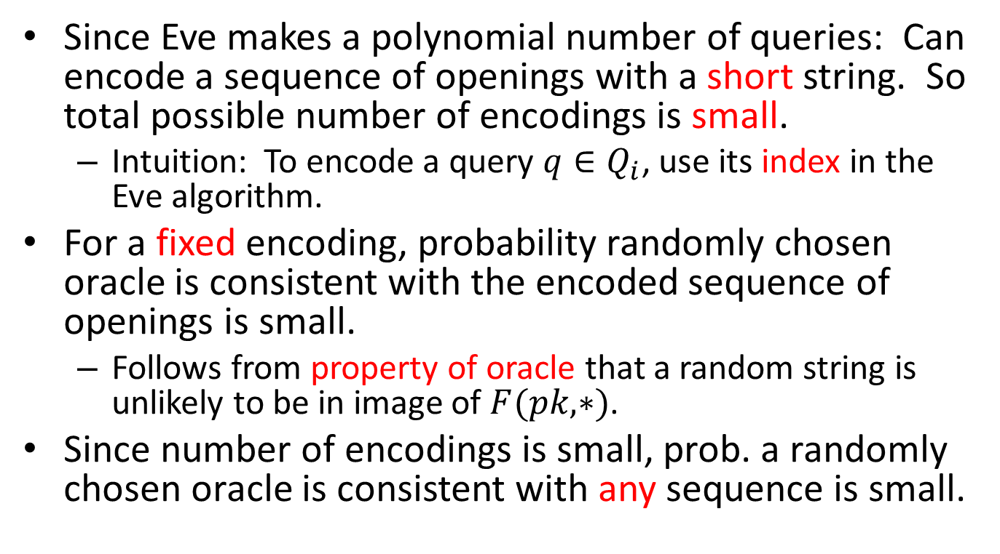 • Since Eve makes a polynomial number of queries:  Can
encode a sequence of openings with a short string.  So
total possible number of encodings is small.
– Intuition:  To encode a query 𝑞 ∈ 𝑄ᵢ, use its index in the
Eve algorithm.
• For a fixed encoding, probability randomly chosen
oracle is consistent with the encoded sequence of
openings is small.
– Follows from property of oracle that a random string is
unlikely to be in image of 𝐹(𝑝𝑘,∗).
• Since number of encodings is small, prob. a randomly
chosen oracle is consistent with any sequence is small.